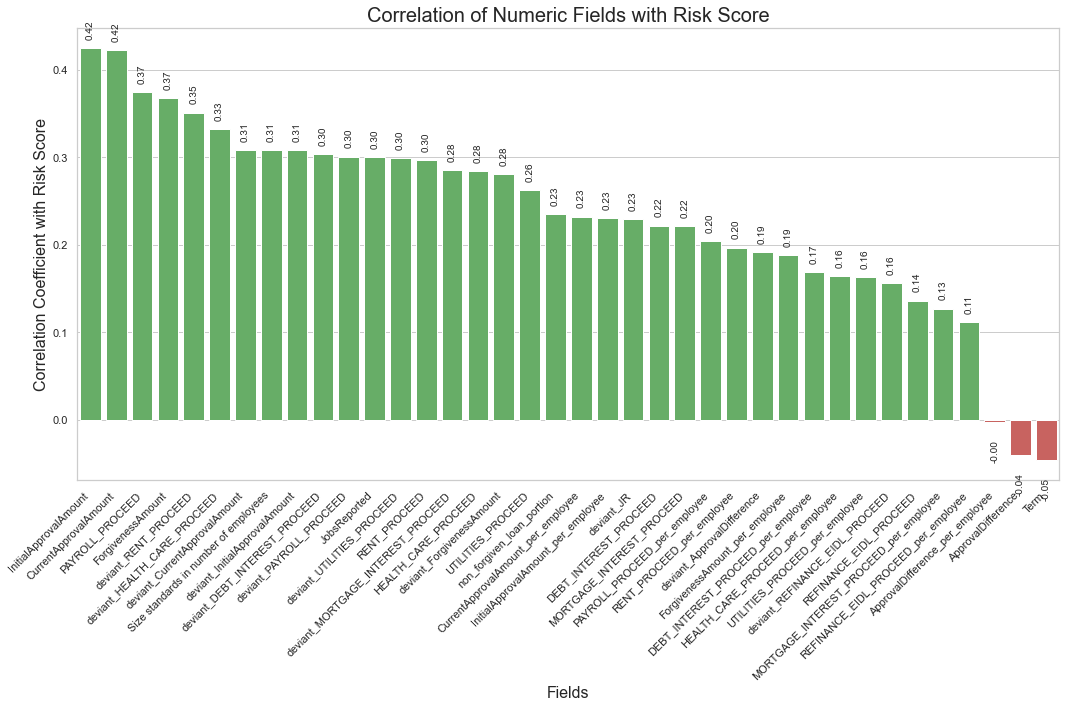 Correlation of Numeric Fields with Risk Score
Correlation Coefficient with Risk Score
0.4
0.3
0.2
0.1
0.0
0.42
0.42
0.37
0.37
0.35
0.33
0.31
0.31
0.31
0.30
0.30
0.30
0.30
0.30
0.28
0.28
0.28
0.26
0.23
0.23
0.23
0.23
0.22
0.22
0.20
0.20
0.19
0.19
0.17
0.16
0.16
0.16
0.14
0.13
0.11
-0.00
-0.04
-0.05
InitialApprovalAmount
CurrentApprovalAmount
PAYROLL_PROCEED
ForgivenessAmount
deviant_RENT_PROCEED
deviant_HEALTH_CARE_PROCEED
deviant_CurrentApprovalAmount
Size standards in number of employees
deviant_InitialApprovalAmount
deviant_DEBT_INTEREST_PROCEED
deviant_PAYROLL_PROCEED
JobsReported
deviant_UTILITIES_PROCEED
RENT_PROCEED
deviant_MORTGAGE_INTEREST_PROCEED
HEALTH_CARE_PROCEED
deviant_ForgivenessAmount
UTILITIES_PROCEED
non_forgiven_loan_portion
CurrentApprovalAmount_per_employee
InitialApprovalAmount_per_employee
deviant_JR
DEBT_INTEREST_PROCEED
MORTGAGE_INTEREST_PROCEED
PAYROLL_PROCEED_per_employee
RENT_PROCEED_per_employee
deviant_ApprovalDifference
ForgivenessAmount_per_employee
DEBT_INTEREST_PROCEED_per_employee
HEALTH_CARE_PROCEED_per_employee
UTILITIES_PROCEED_per_employee
deviant_REFINANCE_EIDL_PROCEED
REFINANCE_EIDL_PROCEED
MORTGAGE_INTEREST_PROCEED_per_employee
REFINANCE_EIDL_PROCEED_per_employee
ApprovalDifference_per_employee
ApprovalDifference
Term
Fields